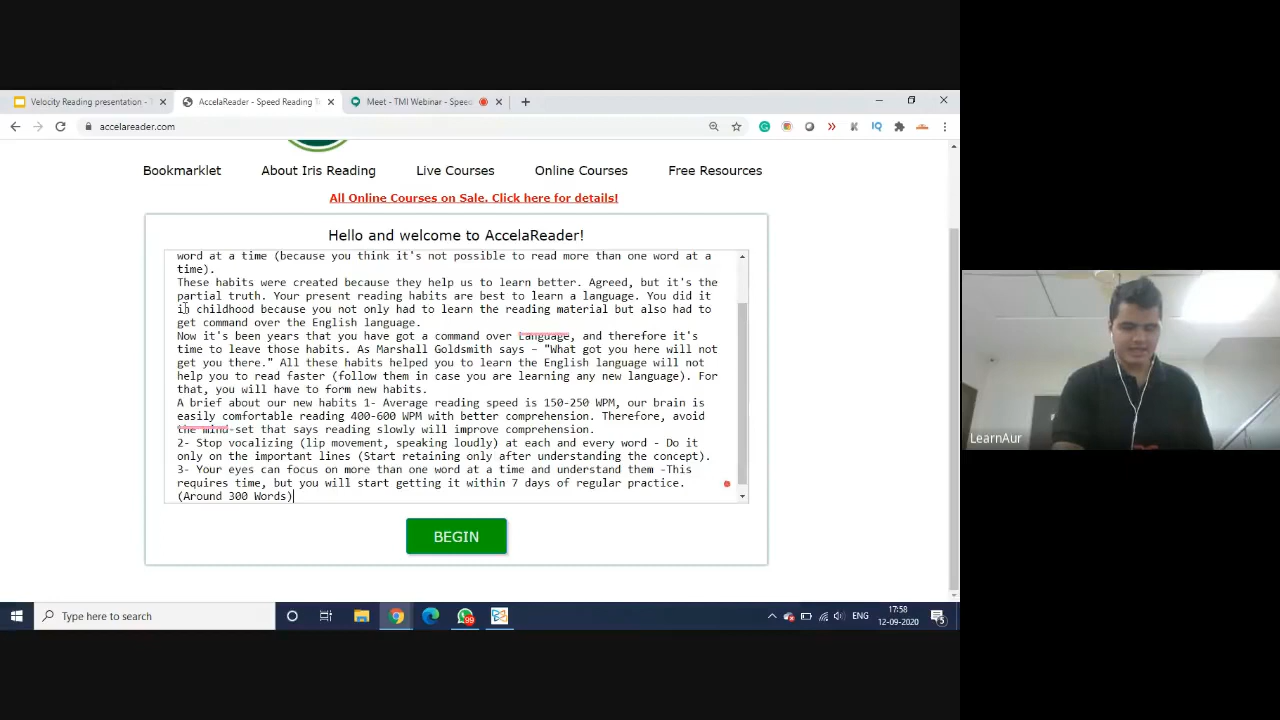 Velocity Reading presentation -
AccelaReader - Speed Reading T
Meet - TMI Webinar - Speed
accelareader.com
Bookmarklet About Iris Reading Live Courses Online Courses Free Resources
All Online Courses on Sale. Click here for details!
Hello and welcome to AccelaReader!
word at a time (because you think it's not possible to read more than one word at a
time).
These habits were created because they help us to learn better. Agreed, but it's the
partial truth. Your present reading habits are best to learn a language. You did it
in childhood because you not only had to learn the reading material but also had to
get command over the English language.
Now it's been years that you have got a command over Language, and therefore it's
time to leave those habits. As Marshall Goldsmith says – "What got you here will not
get you there." All these habits helped you to learn the English language will not
help you to read faster (follow them in case you are learning any new language). For
that, you will have to form new habits.
A brief about our new habits 1- Average reading speed is 150-250 WPM, our brain is
easily comfortable reading 400-600 WPM with better comprehension. Therefore, avoid
the mind-set that says reading slowly will improve comprehension.
2- Stop vocalizing (lip movement, speaking loudly) at each and every word - Do it
only on the important lines (Start retaining only after understanding the concept).
3- Your eyes can focus on more than one word at a time and understand them -This
requires time, but you will start getting it within 7 days of regular practice.
(Around 300 Words)
BEGIN
LearnAur
Type here to search
99
ENG
17:58
12-09-2020
5